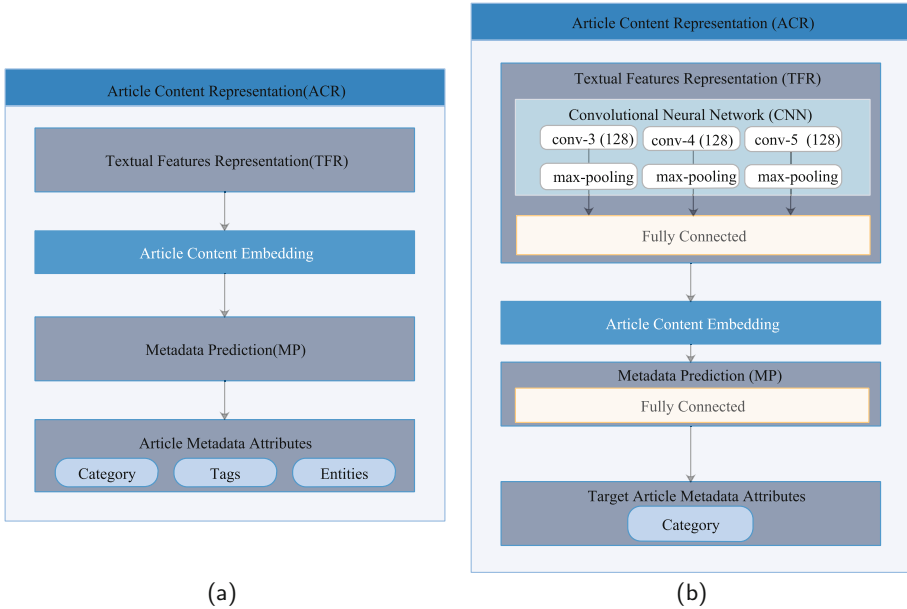 Article Content Representation(ACR)
Textual Features Representation(TFR)
Article Content Embedding
Metadata Prediction(MP)
Article Metadata Attributes
Category Tags Entities
(a)
Article Content Representation (ACR)
Textual Features Representation (TFR)
Convolutional Neural Network (CNN)
conv-3 (128) conv-4 (128) conv-5 (128)
max-pooling max-pooling max-pooling
Fully Connected
Article Content Embedding
Metadata Prediction (MP)
Fully Connected
Target Article Metadata Attributes
Category
(b)